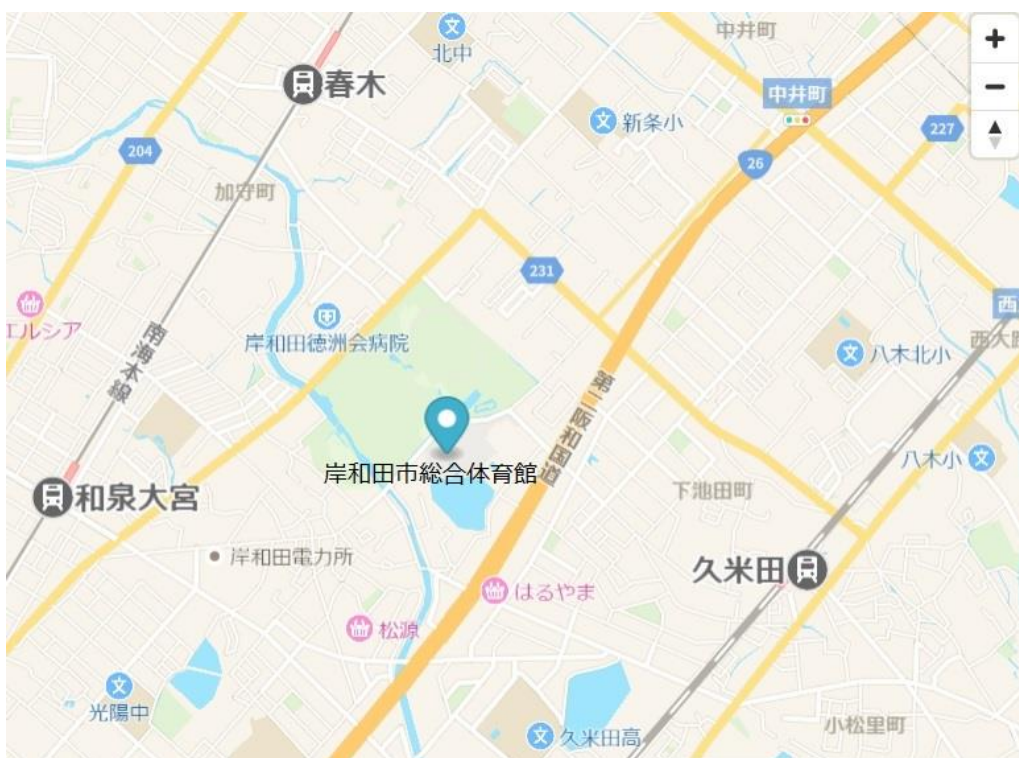 中井町
北中
春木
中井町
新条小
227
204
26
加守町
231
西
エルシア
岸和田徳洲会病院
西大路
八木北小
南海本線
第二阪和国道
岸和田市総合体育館
八木小
和泉大宮
下池田町
岸和田電力所
久米田
はるやま
松源
光陽中
小松里町
久米田高